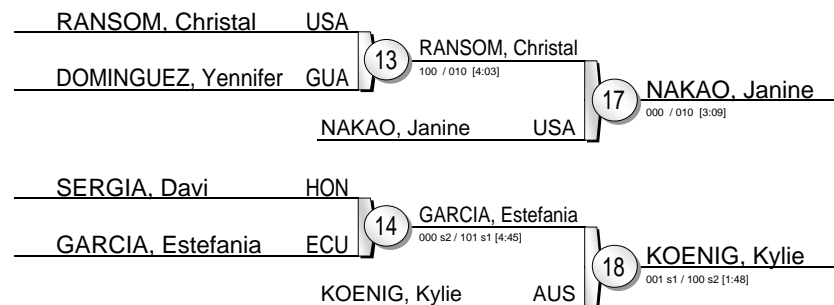 RANSOM, Christal USA
13
RANSOM, Christal
100 / 010 [4:03]
DOMINGUEZ, Yennifer GUA
17
NAKAO, Janine
000 / 010 [3:09]
NAKAO, Janine USA
SERGIA, Davi HON
14
GARCIA, Estefania
000 s2 / 101 s1 [4:45]
GARCIA, Estefania ECU
18
KOENIG, Kylie
001 s1 / 100 s2 [1:48]
KOENIG, Kylie AUS